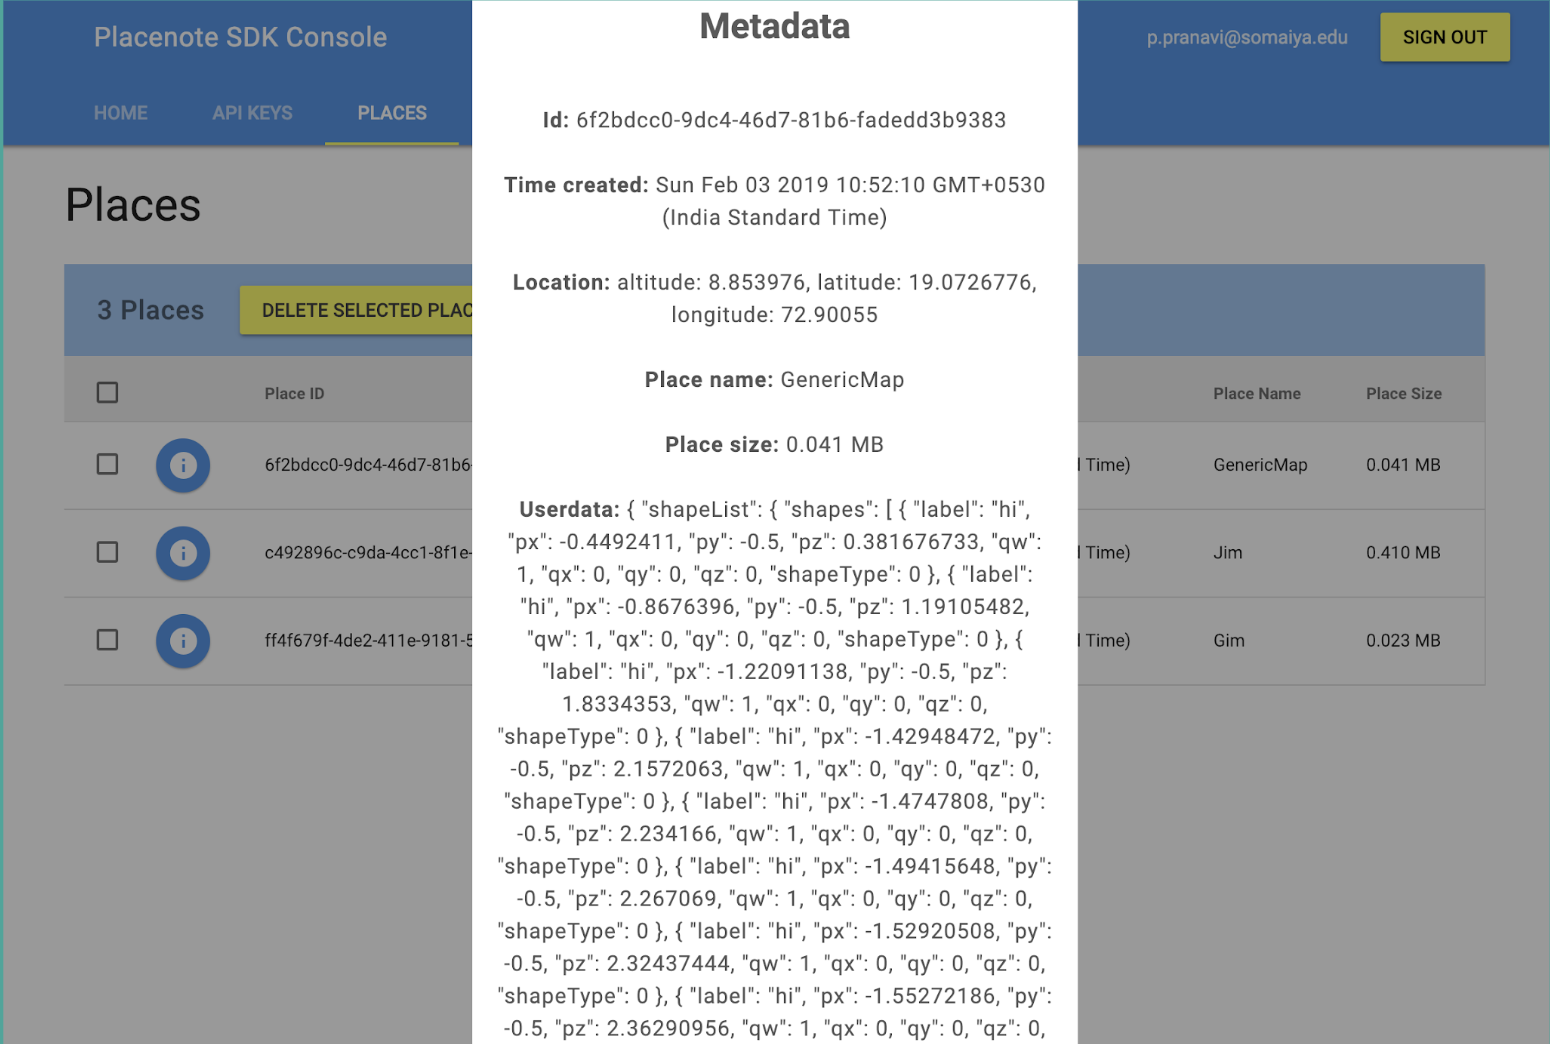 Placenote SDK Console
p.pranavi@somaiya.edu
SIGN OUT
HOME
API KEYS
PLACES
Places
3 Places
DELETE SELECTED
Place ID
Place Name
Place Size
6f2bdcc0-9dc4-46d7-81b6-
Time)
GenericMap
0.041 MB
c492896c-c9da-4cc1-8f1e-
Time)
Jim
0.410 MB
ff4f679f-4de2-411e-9181-5
Time)
Gim
0.023 MB
Metadata
Id: 6f2bdcc0-9dc4-46d7-81b6-fadedd3b9383
Time created: Sun Feb 03 2019 10:52:10 GMT+0530
(India Standard Time)
Location: altitude: 8.853976, latitude: 19.0726776,
longitude: 72.90055
Place name: GenericMap
Place size: 0.041 MB
Userdata: { "shapeList": { "shapes": [ { "label": "hi",
"px": -0.4492411, "py": -0.5, "pz": 0.381676733, "qw":
1, "qx": 0, "qy": 0, "qz": 0, "shapeType": 0 }, { "label":
"hi", "px": -0.8676396, "py": -0.5, "pz": 1.19105482,
"qw": 1, "qx": 0, "qy": 0, "qz": 0, "shapeType": 0 }, {
"label": "hi", "px": -1.22091138, "py": -0.5, "pz":
1.8334353, "qw": 1, "qx": 0, "qy": 0, "qz": 0,
"shapeType": 0 }, { "label": "hi", "px": -1.42948472, "py":
-0.5, "pz": 2.1572063, "qw": 1, "qx": 0, "qy": 0, "qz": 0,
"shapeType": 0 }, { "label": "hi", "px": -1.4747808, "py":
-0.5, "pz": 2.234166, "qw": 1, "qx": 0, "qy": 0, "qz": 0,
"shapeType": 0 }, { "label": "hi", "px": -1.49415648, "py":
-0.5, "pz": 2.267069, "qw": 1, "qx": 0, "qy": 0, "qz": 0,
"shapeType": 0 }, { "label": "hi", "px": -1.52920508, "py":
-0.5, "pz": 2.32437444, "qw": 1, "qx": 0, "qy": 0, "qz": 0,
"shapeType": 0 }, { "label": "hi", "px": -1.55272186, "py":
-0.5, "pz": 2.36290956, "qw": 1, "qx": 0, "qy": 0, "qz": 0,